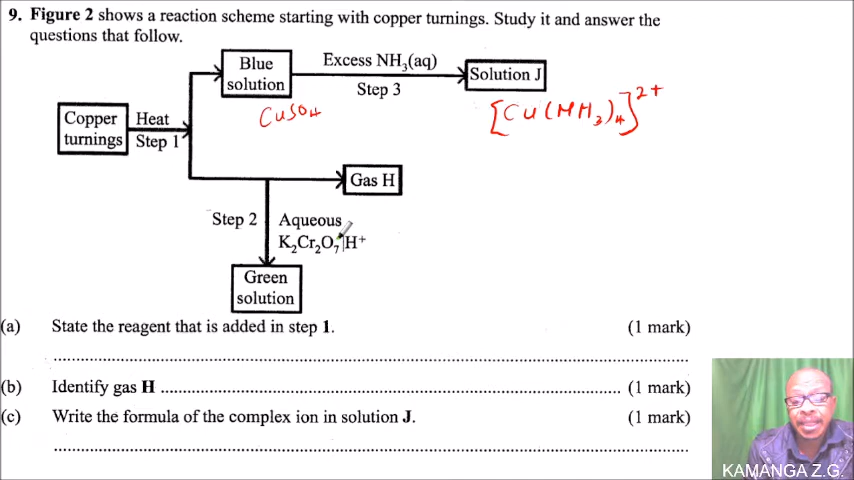 9. Figure 2 shows a reaction scheme starting with copper turnings. Study it and answer the
questions that follow.
Blue
solution
Excess NH₃(aq)
Step 3
Solution J
CuSO₄
[Cu(NH₃)₄]²⁺
Copper
turnings
Heat
Step 1
Gas H
Step 2
Aqueous
K₂Cr₂O₇|H⁺
Green
solution
(a) State the reagent that is added in step 1. (1 mark)
(b) Identify gas H (1 mark)
(c) Write the formula of the complex ion in solution J. (1 mark)
KAMANGA Z.G.